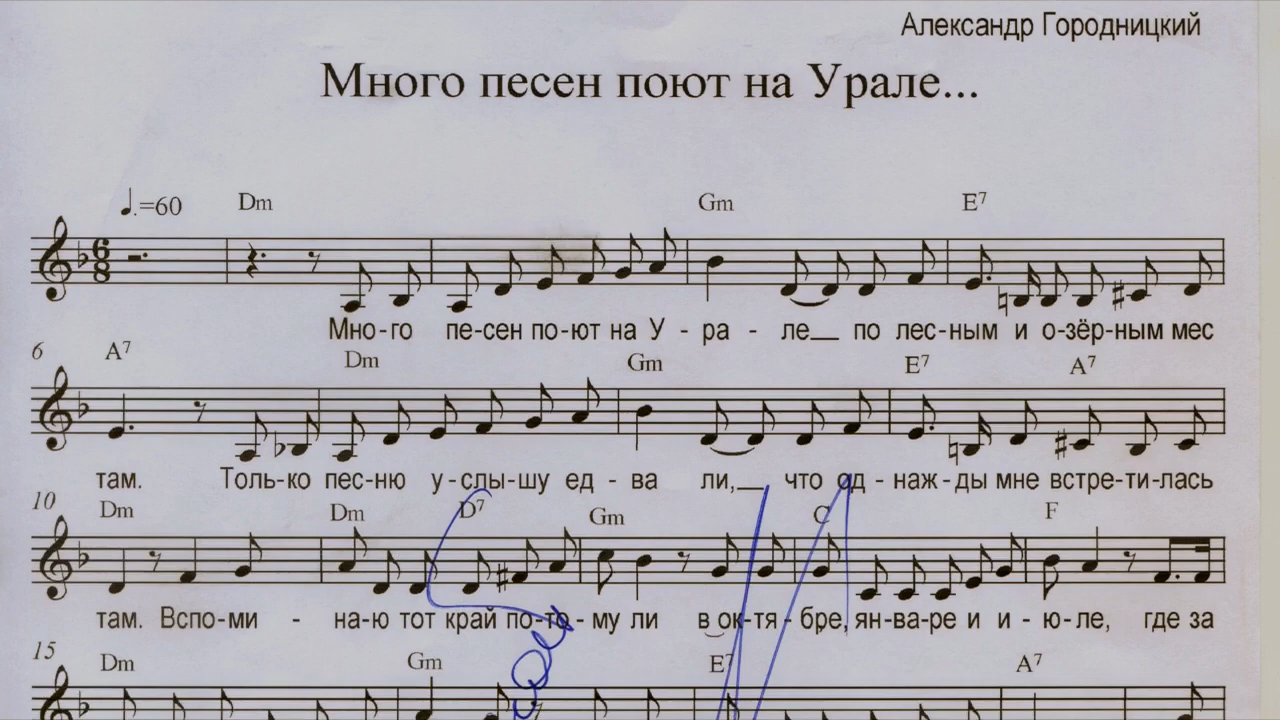 Александр Городницкий
Много песен поют на Урале...
♩.=60 Dm Gm E7
6/8
Мно-го пе-сен по-ют на У - ра - ле__ по лес-ным и о-зёр-ным мес
6 A7 Dm Gm E7 A7
там. Толь-ко пес-ню у-слы-шу ед - ва ли,__ что од - наж-ды мне встре-ти-лась
10 Dm Dm D7 Gm C F
там. Вспо-ми - на-ю тот край по-то-му ли в ок-тя-бре, ян-ва-ре и и - ю-ле, где за
15 Dm Gm E7 A7